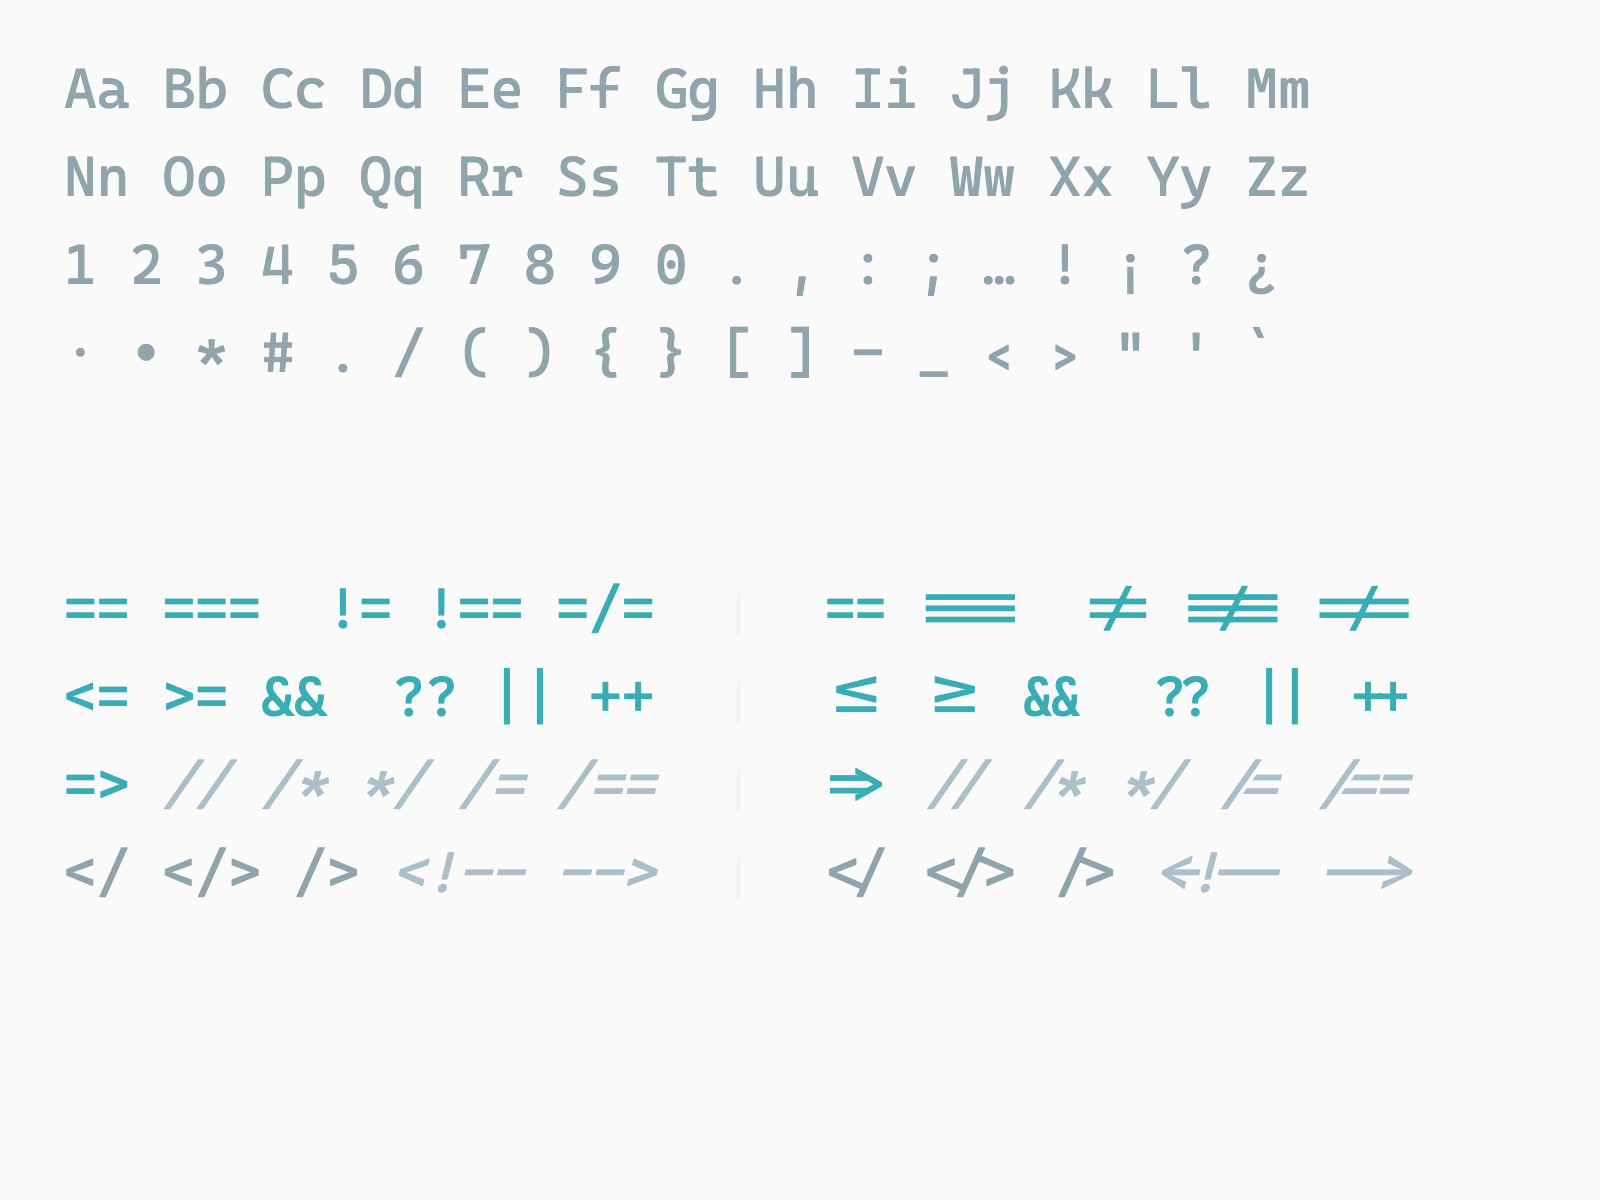 Aa Bb Cc Dd Ee Ff Gg Hh Ii Jj Kk Ll Mm
Nn Oo Pp Qq Rr Ss Tt Uu Vv Ww Xx Yy Zz
1 2 3 4 5 6 7 8 9 0 . , : ; … ! ¡ ? ¿
· • * # . / ( ) { } [ ] − _ < > " ' `
== === != !== =/= | == === != !== =/=
<= >= && ?? || ++ | <= >= && ?? || ++
=> // /* */ /= /== | => // /* */ /= /==
</ </> /> <!-- --> | </ </> /> <!-- -->